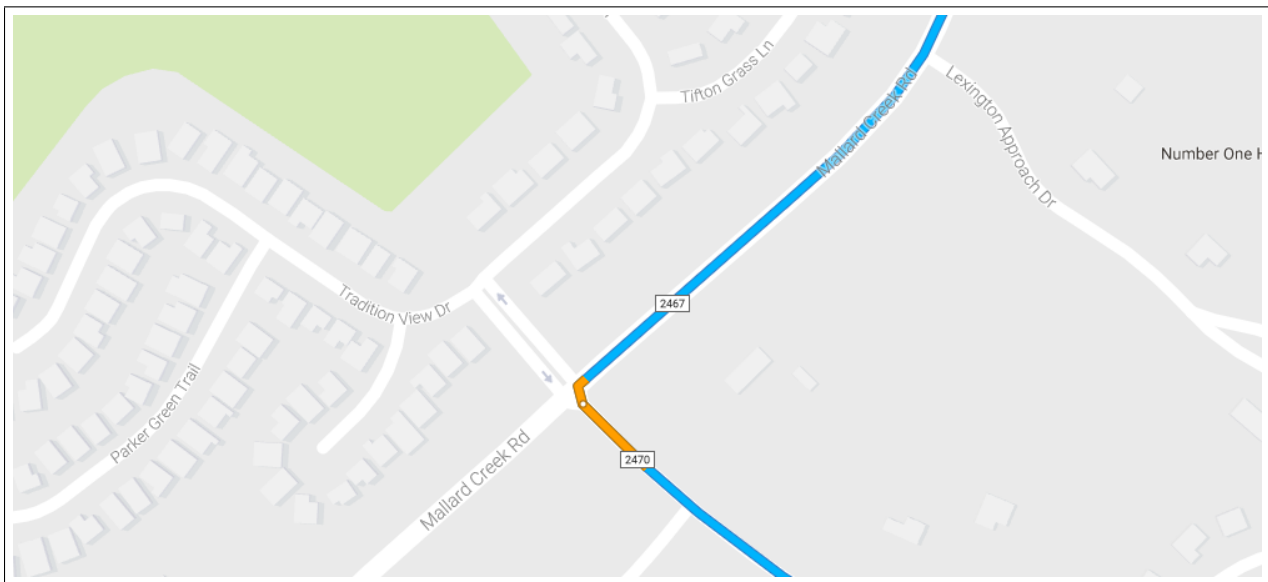 Tifton Grass Ln
Mallard Creek Rd
Lexington Approach Dr
Number One H
Tradition View Dr
2467
Parker Green Trail
Mallard Creek Rd
2470